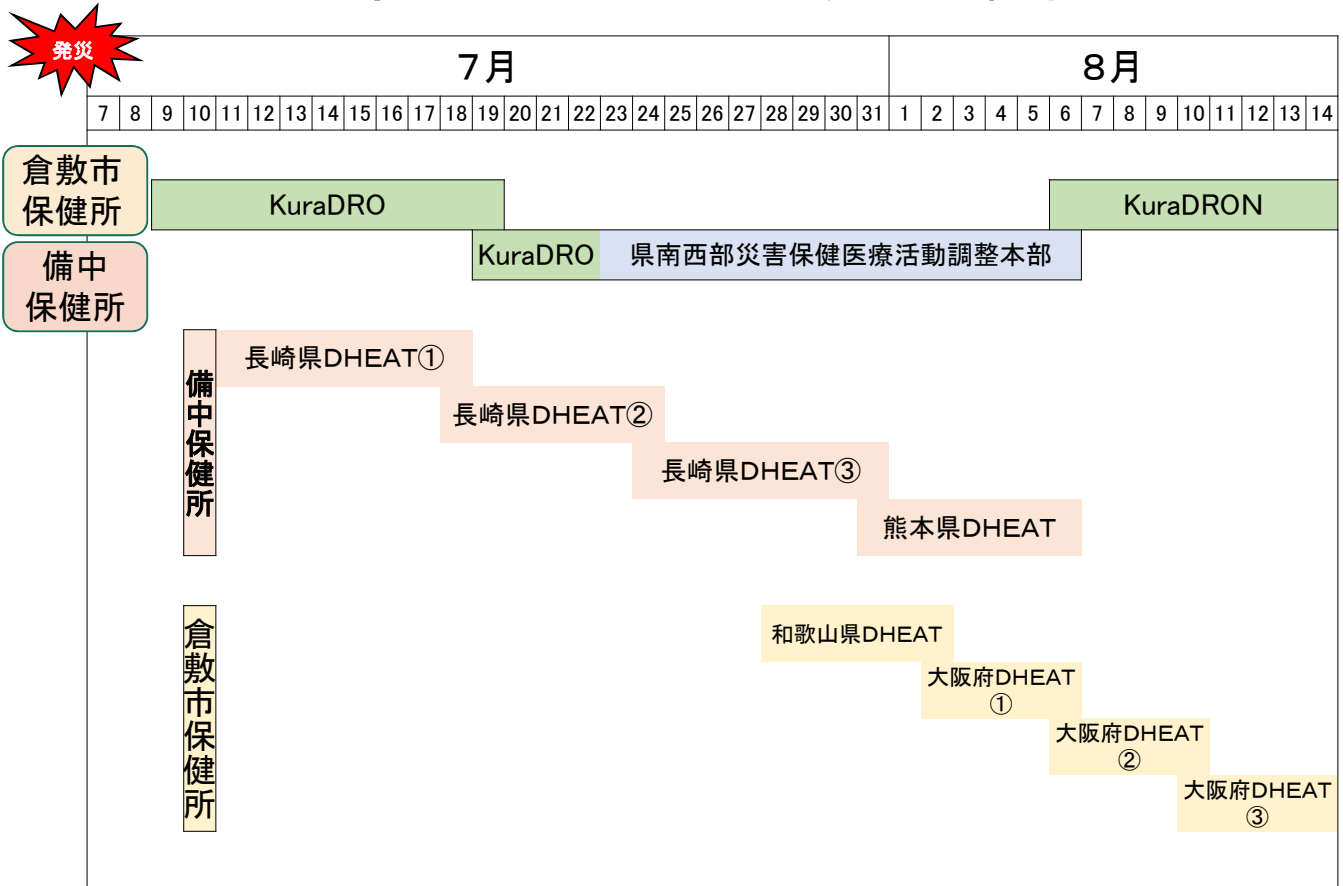 発災
７月
８月
7 8 9 10 11 12 13 14 15 16 17 18 19 20 21 22 23 24 25 26 27 28 29 30 31 1 2 3 4 5 6 7 8 9 10 11 12 13 14
倉敷市
保健所
KuraDRO
KuraDRON
備中
保健所
KuraDRO
県南西部災害保健医療活動調整本部
備中保健所
長崎県DHEAT①
長崎県DHEAT②
長崎県DHEAT③
熊本県DHEAT
倉敷市保健所
和歌山県DHEAT
大阪府DHEAT
①
大阪府DHEAT
②
大阪府DHEAT
③